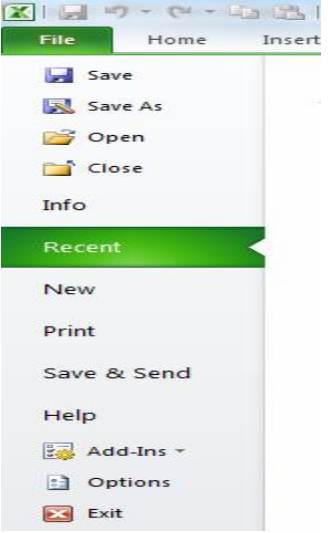 File Home Insert
Save
Save As
Open
Close
Info
Recent
New
Print
Save & Send
Help
Add-Ins
Options
Exit